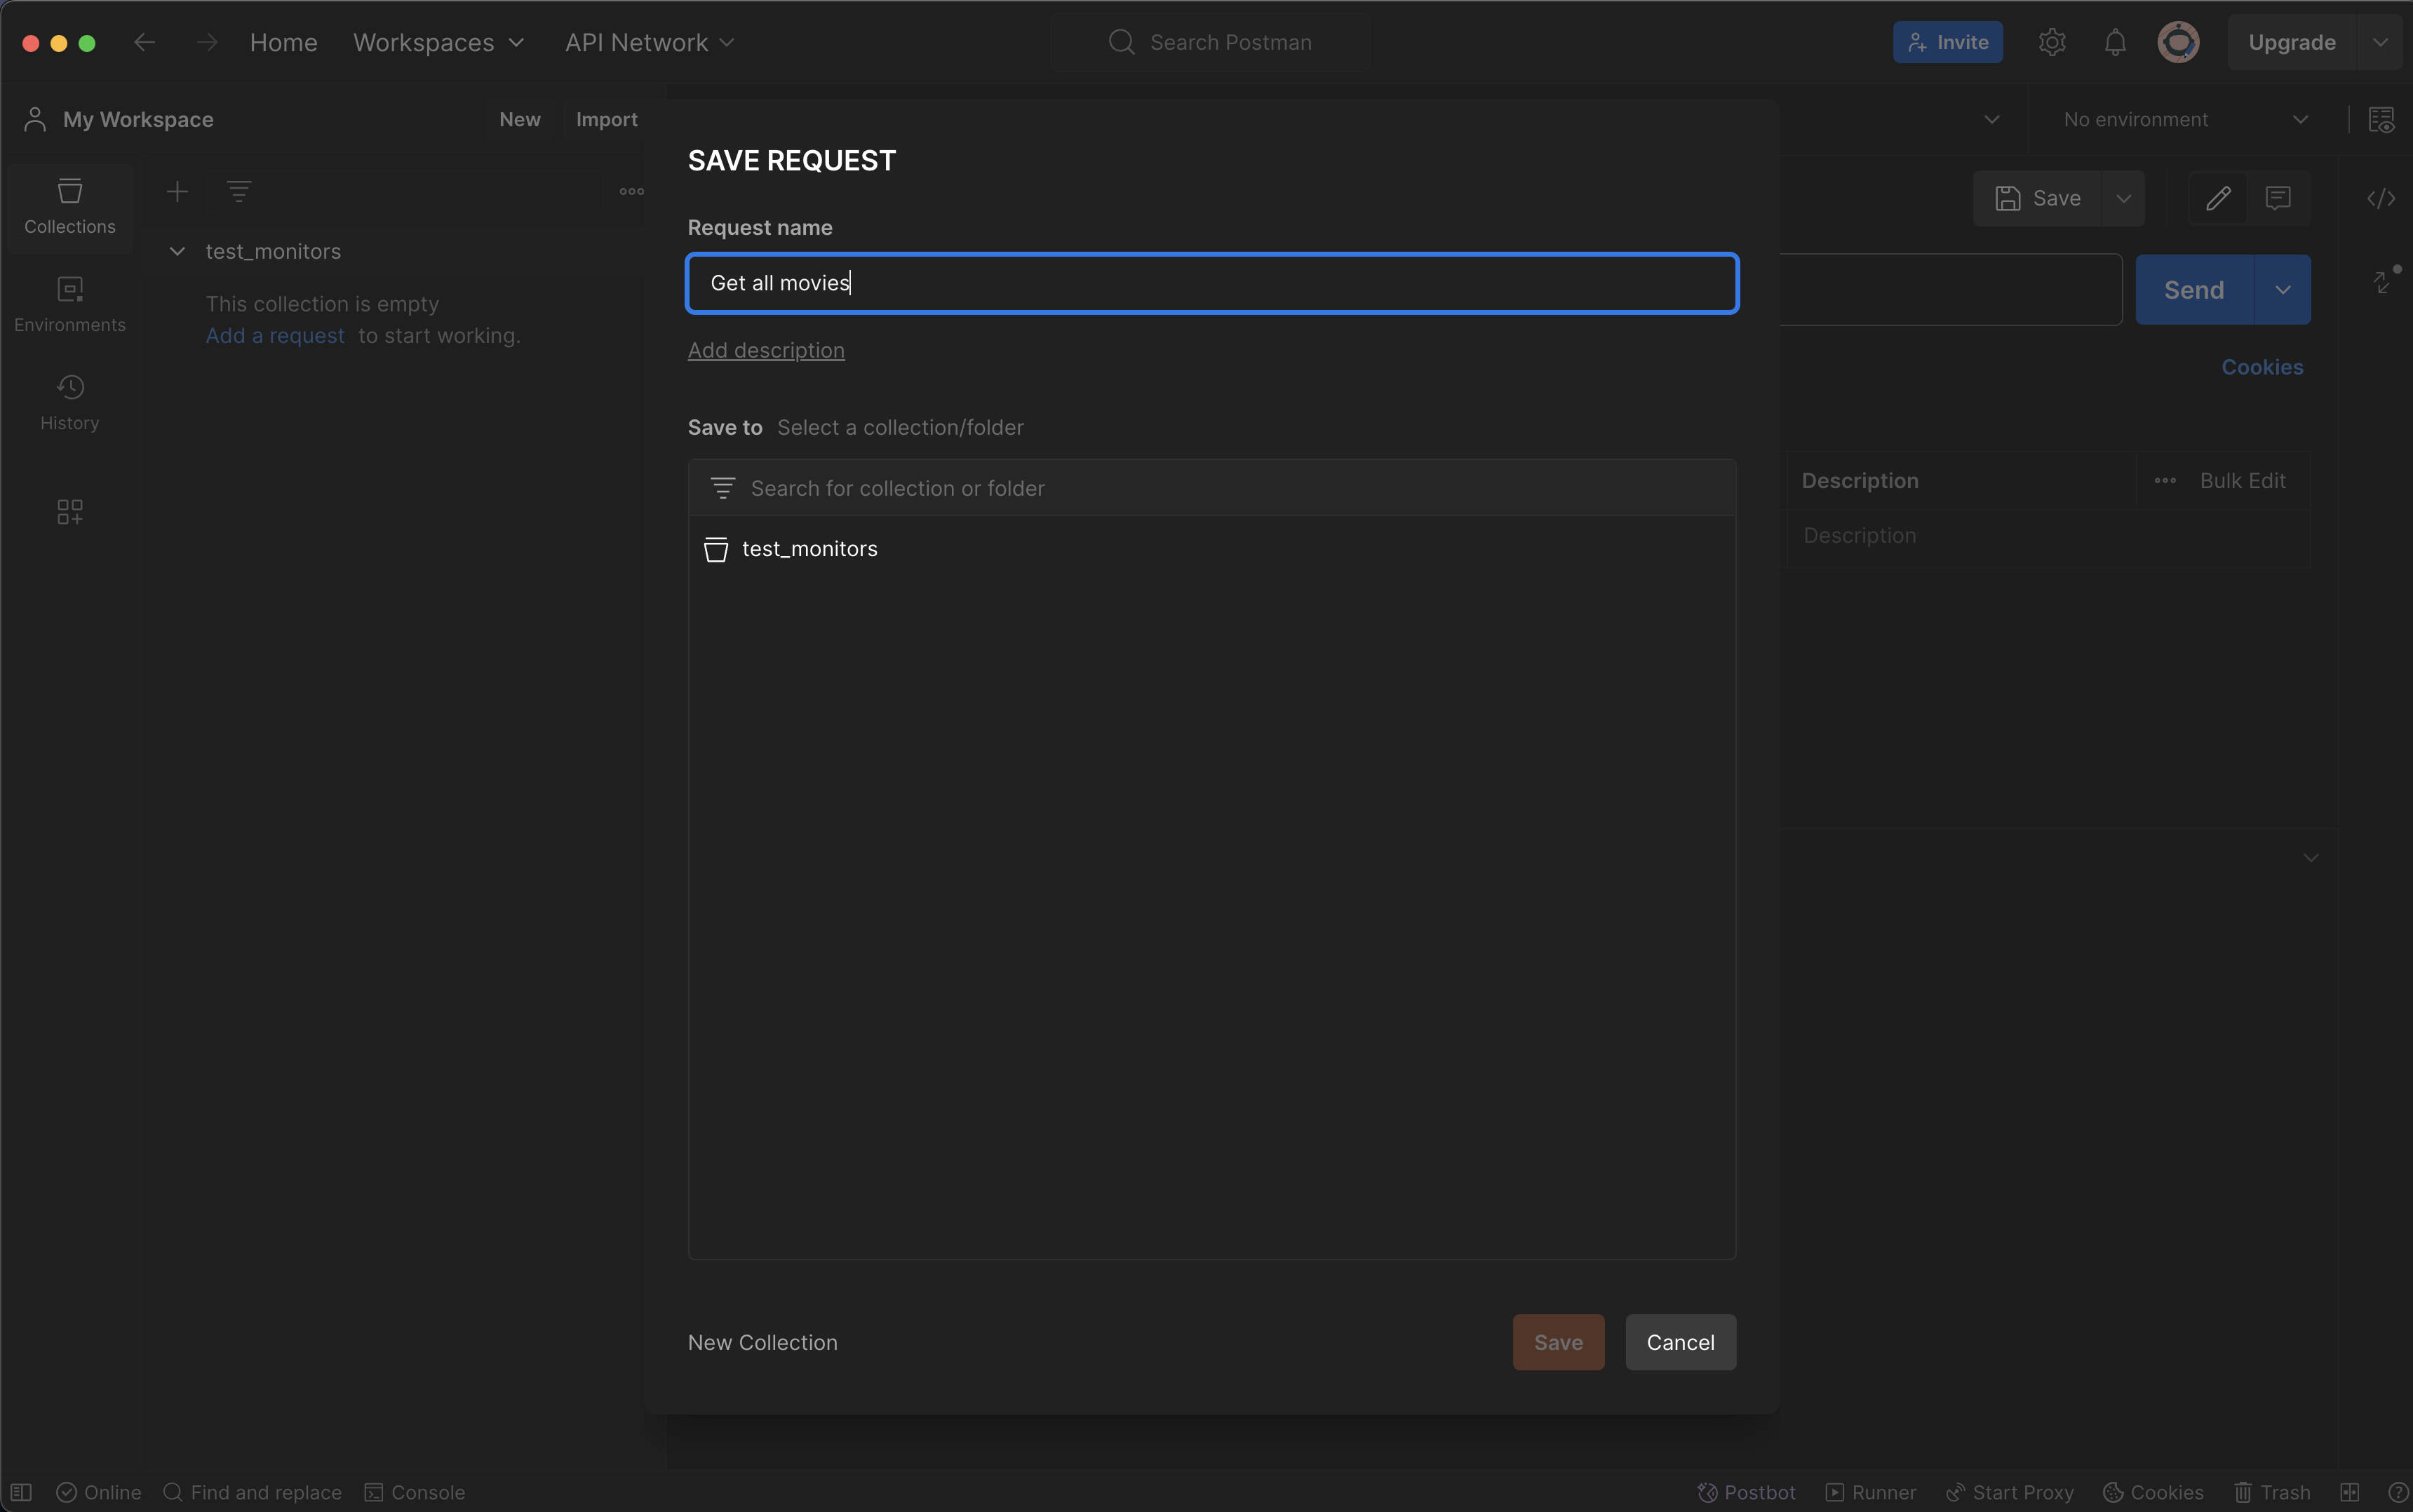 Home Workspaces API Network Search Postman Invite Upgrade
My Workspace New Import No environment
SAVE REQUEST
Save
Collections
Request name
test_monitors
Get all movies
Send
This collection is empty
Environments
Add a request to start working.
Add description
Cookies
History
Save to Select a collection/folder
Search for collection or folder
Description Bulk Edit
Description
test_monitors
New Collection Save Cancel
Online Find and replace Console Postbot Runner Start Proxy Cookies Trash